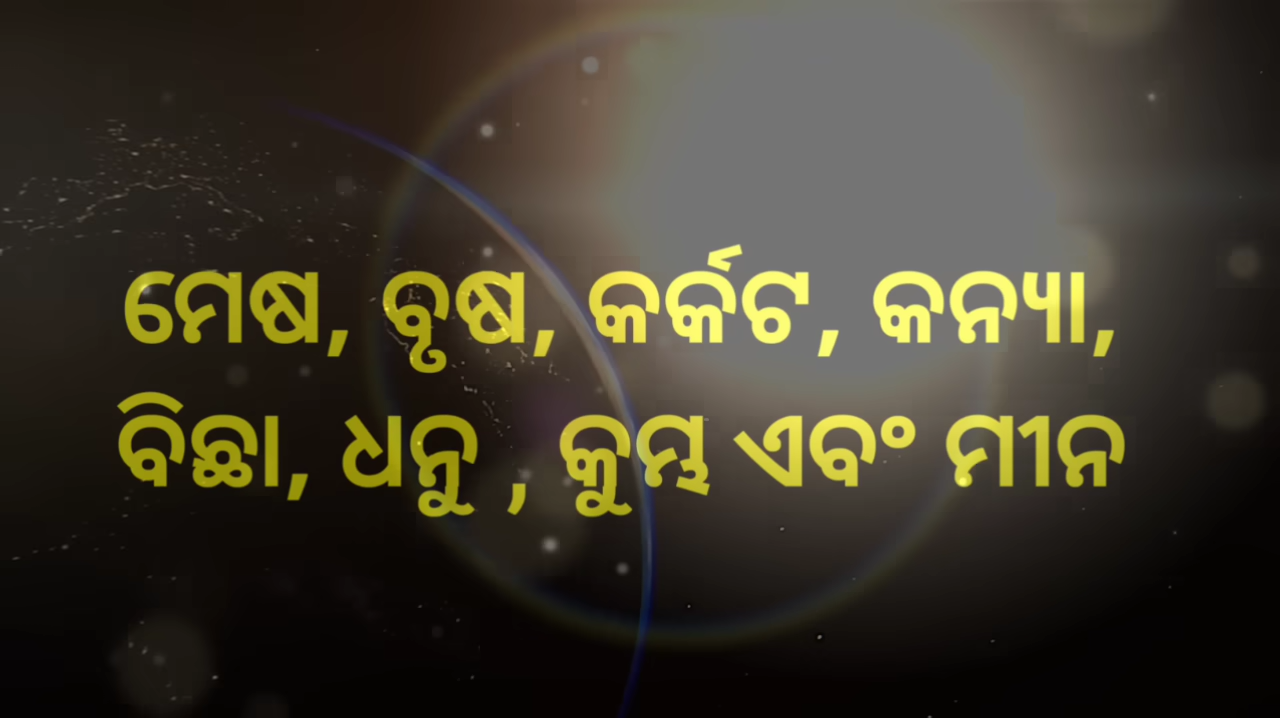 ମେଷ, ବୃଷ, କର୍କଟ, କନ୍ୟା,
ବିଛା, ଧନୁ , କୁମ୍ଭ ଏବଂ ମୀନ